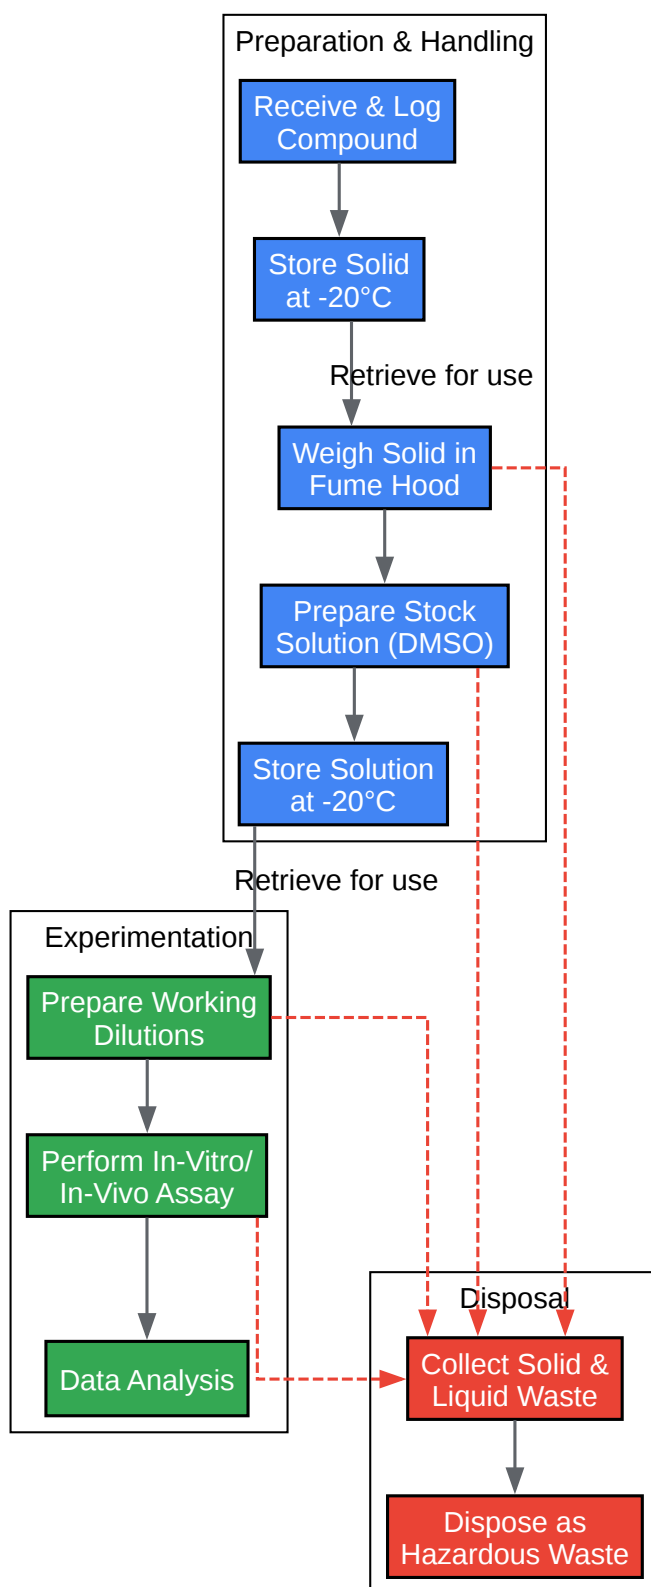 Preparation & Handling
Receive & Log
Compound
Store Solid
at -20°C
Retrieve for use
Weigh Solid in
Fume Hood
Prepare Stock
Solution (DMSO)
Store Solution
at -20°C
Retrieve for use
Experimentation
Prepare Working
Dilutions
Perform In-Vitro/
In-Vivo Assay
Data Analysis
Disposal
Collect Solid &
Liquid Waste
Dispose as
Hazardous Waste